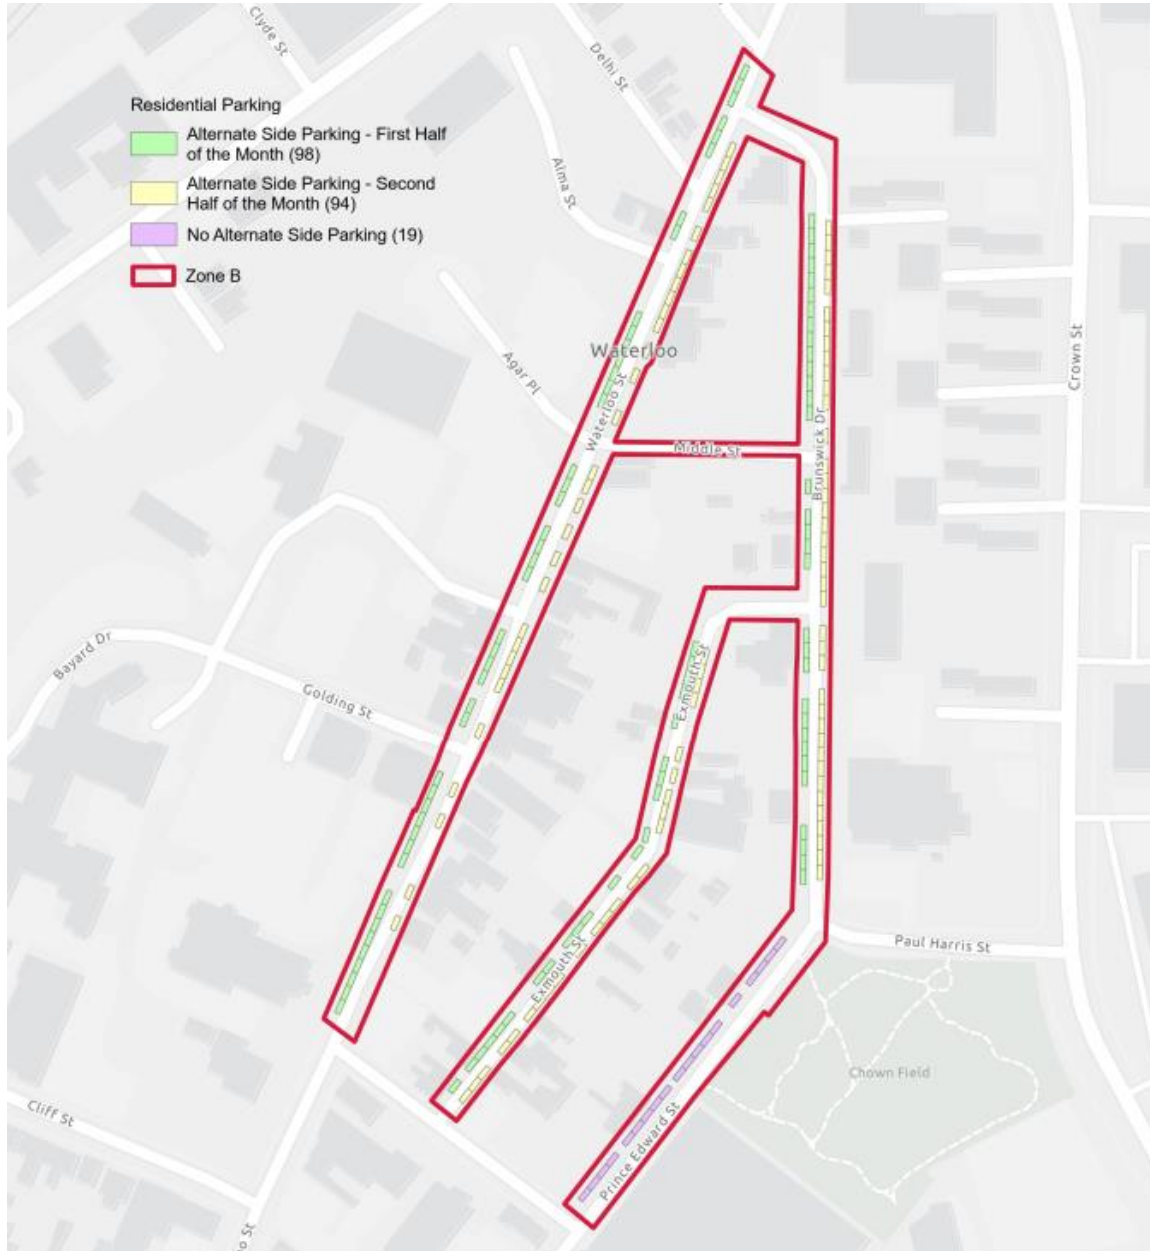 Clyde St
Delhi St
Residential Parking
Alternate Side Parking - First Half
of the Month (98)
Alternate Side Parking - Second
Half of the Month (94)
No Alternate Side Parking (19)
Zone B
Alma St
Waterloo
Agar Pl
Waterloo St
Crown St
Brunswick Dr
Middle St
Bayard Dr
Golding St
Exmouth St
Exmouth St
Paul Harris St
Chown Field
Cliff St
Prince Edward St
o St